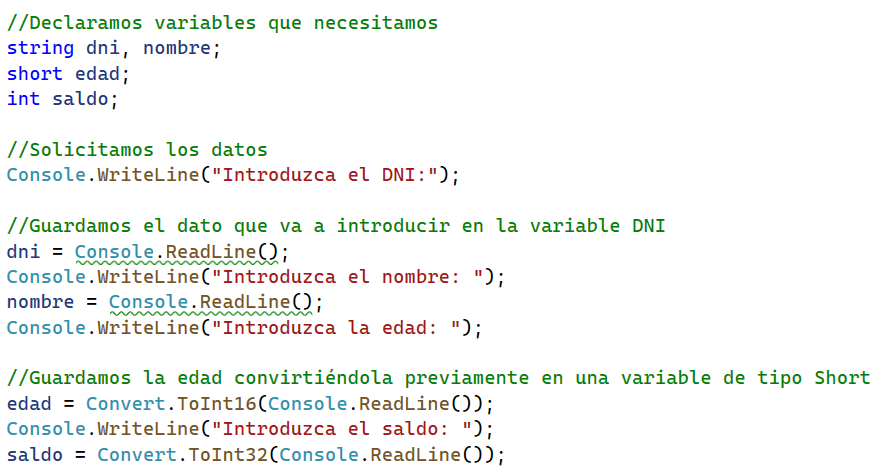 //Declaramos variables que necesitamos
string dni, nombre;
short edad;
int saldo;
//Solicitamos los datos
Console.WriteLine("Introduzca el DNI:");
//Guardamos el dato que va a introducir en la variable DNI
dni = Console.ReadLine();
Console.WriteLine("Introduzca el nombre: ");
nombre = Console.ReadLine();
Console.WriteLine("Introduzca la edad: ");
//Guardamos la edad convirtiéndola previamente en una variable de tipo Short
edad = Convert.ToInt16(Console.ReadLine());
Console.WriteLine("Introduzca el saldo: ");
saldo = Convert.ToInt32(Console.ReadLine());